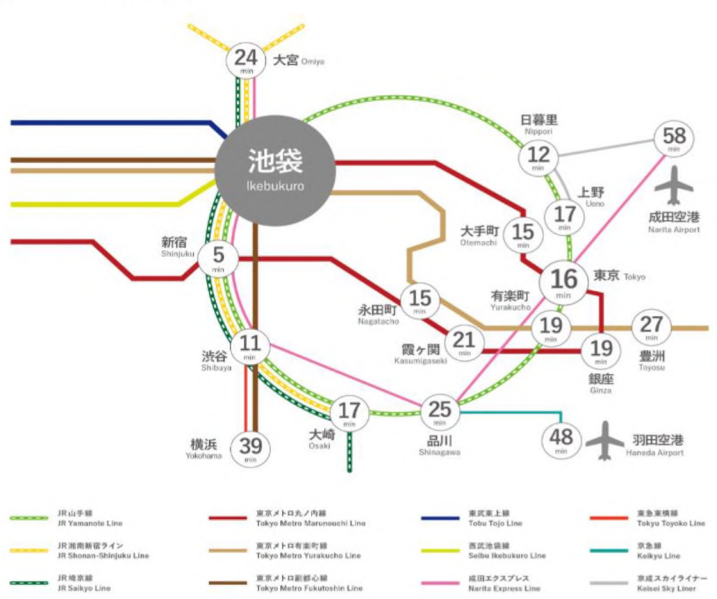 24
min
大宮 Omiya
池袋
Ikebukuro
日暮里
Nippori
12
min
58
min
上野
Ueno
17
min
成田空港
Narita Airport
大手町
Otemachi
15
min
新宿
Shinjuku
5
min
16
min
東京 Tokyo
有楽町
Yurakucho
永田町
Nagatacho
15
min
19
min
27
min
豊洲
Toyosu
霞ヶ関
Kasumigaseki
21
min
19
min
銀座
Ginza
渋谷
Shibuya
11
min
大崎
Osaki
17
min
25
min
品川
Shinagawa
横浜
Yokohama
39
min
48
min
羽田空港
Haneda Airport
JR山手線
JR Yamanote Line
東京メトロ丸ノ内線
Tokyo Metro Marunouchi Line
東武東上線
Tobu Tojo Line
東急東横線
Tokyu Toyoko Line
JR湘南新宿ライン
JR Shonan-Shinjuku Line
東京メトロ有楽町線
Tokyo Metro Yurakucho Line
西武池袋線
Seibu Ikebukuro Line
京急線
Keikyu Line
JR埼京線
JR Saikyo Line
東京メトロ副都心線
Tokyo Metro Fukutoshin Line
成田エクスプレス
Narita Express Line
京成スカイライナー
Keisei Sky Liner